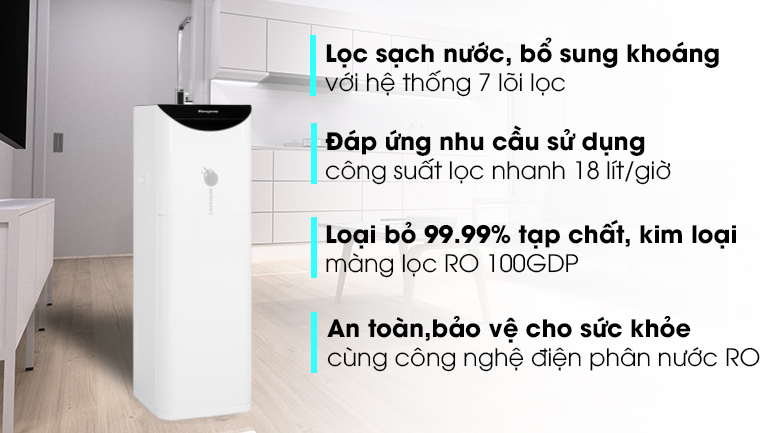 Lọc sạch nước, bổ sung khoáng
với hệ thống 7 lõi lọc
Đáp ứng nhu cầu sử dụng
công suất lọc nhanh 18 lít/giờ
Loại bỏ 99.99% tạp chất, kim loại
màng lọc RO 100GDP
An toàn,bảo vệ cho sức khỏe
cùng công nghệ điện phân nước RO